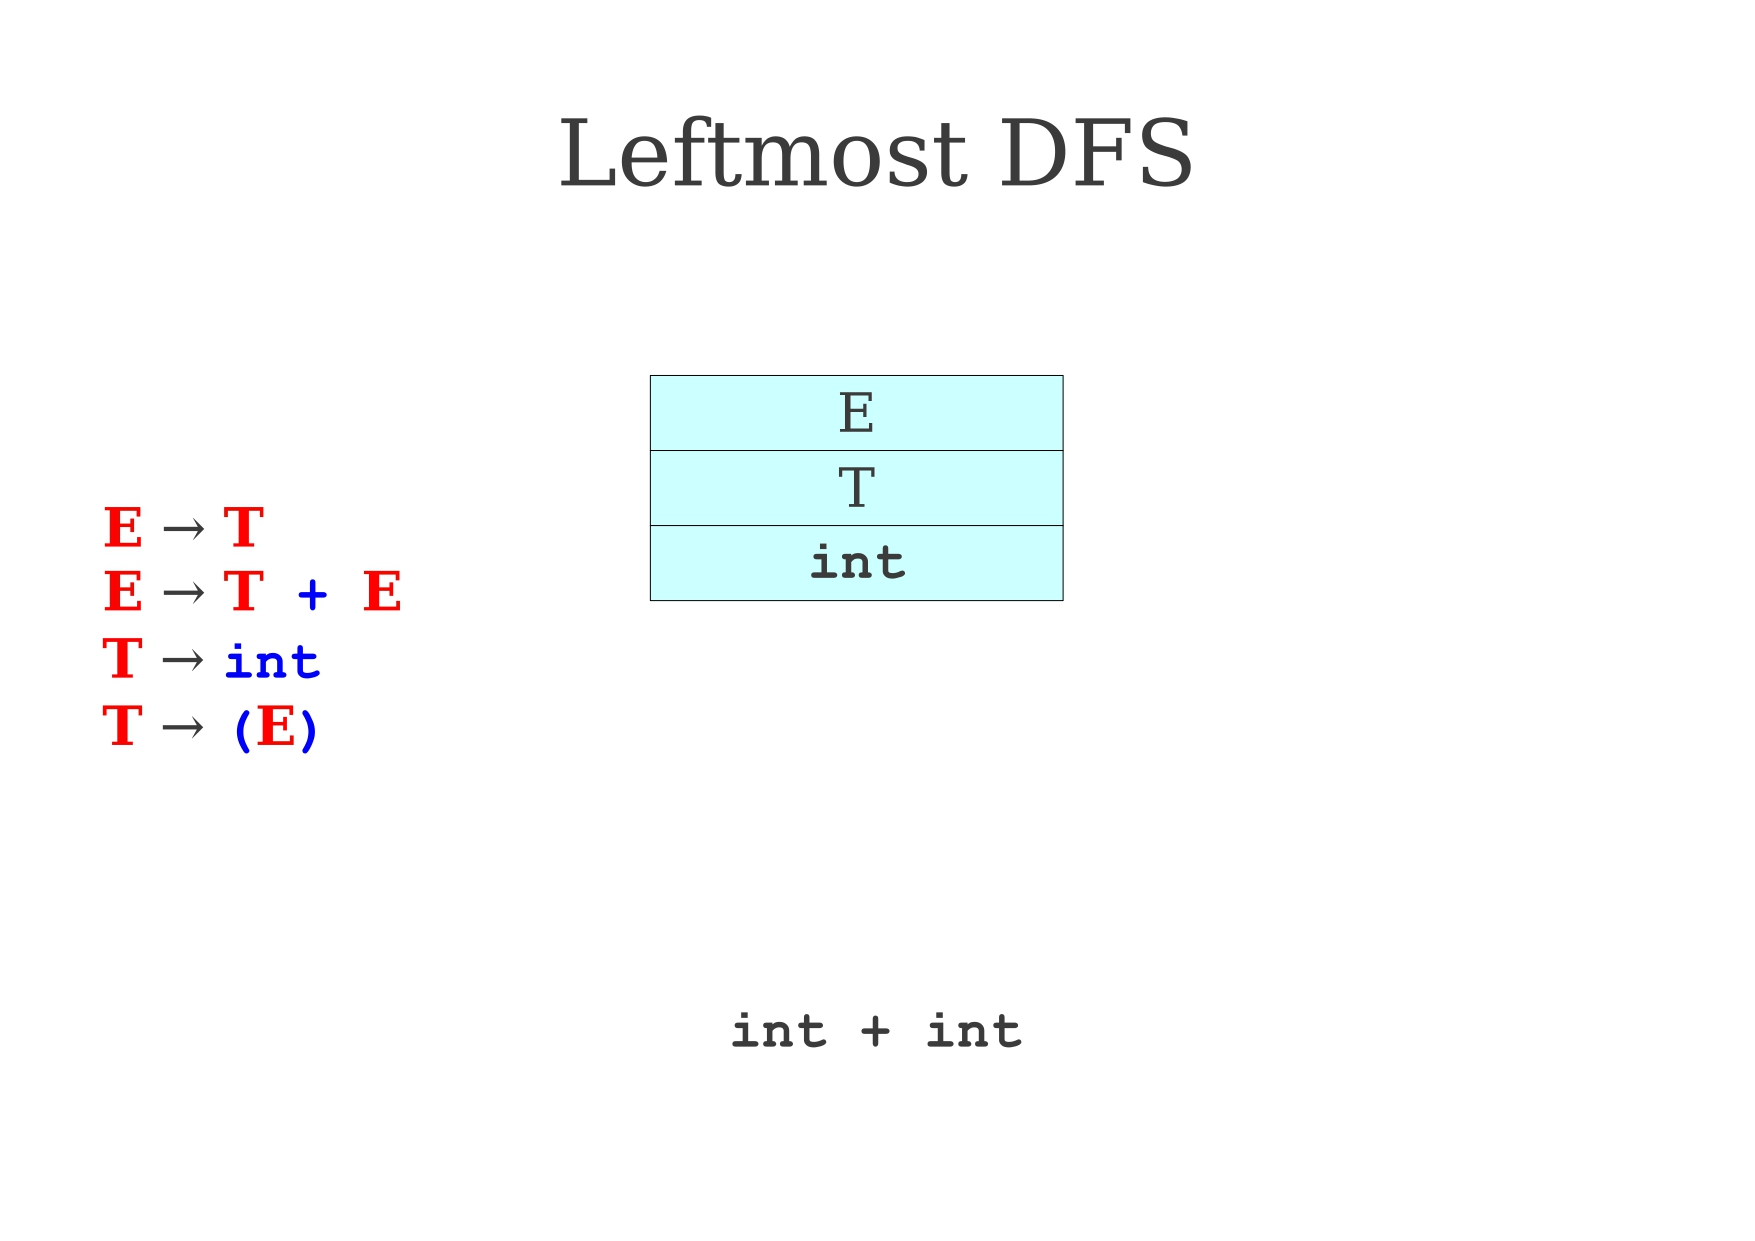 Leftmost DFS
E
T
int
E → T
E → T + E
T → int
T → (E)
int + int